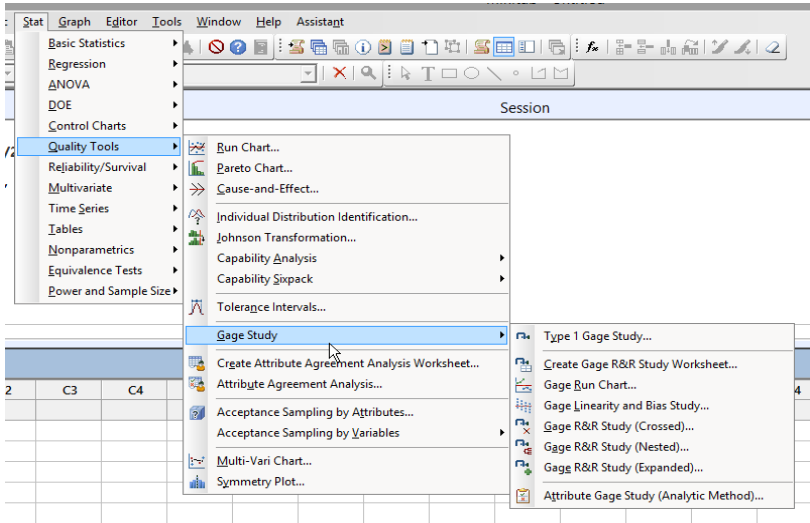 Stat Graph Editor Tools Window Help Assistant
Basic Statistics
Regression
ANOVA
DOE
Control Charts
Quality Tools
Reliability/Survival
Multivariate
Time Series
Tables
Nonparametrics
Equivalence Tests
Power and Sample Size
Session
Run Chart...
Pareto Chart...
Cause-and-Effect...
Individual Distribution Identification...
Johnson Transformation...
Capability Analysis
Capability Sixpack
Tolerance Intervals...
Gage Study
Create Attribute Agreement Analysis Worksheet...
Attribute Agreement Analysis...
Acceptance Sampling by Attributes...
Acceptance Sampling by Variables
Multi-Vari Chart...
Symmetry Plot...
Type 1 Gage Study...
Create Gage R&R Study Worksheet...
Gage Run Chart...
Gage Linearity and Bias Study...
Gage R&R Study (Crossed)...
Gage R&R Study (Nested)...
Gage R&R Study (Expanded)...
Attribute Gage Study (Analytic Method)...
2 C3 C4 4